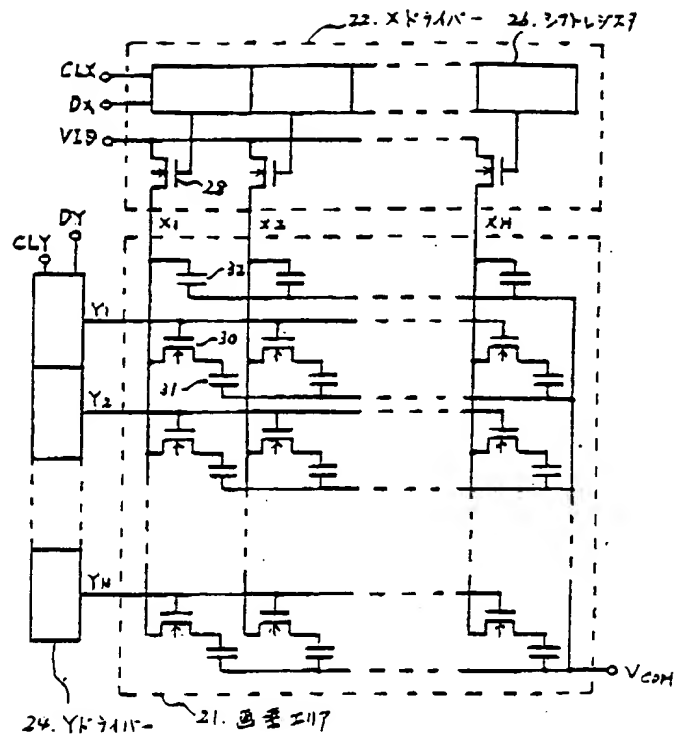 22. Xドライバー
26. シフトレジスタ
CLX
DX
VID
28
X1
X2
XM
DY
CLY
32
Y1
30
31
Y2
YN
VCOM
24. Yドライバー
21. 画素エリア